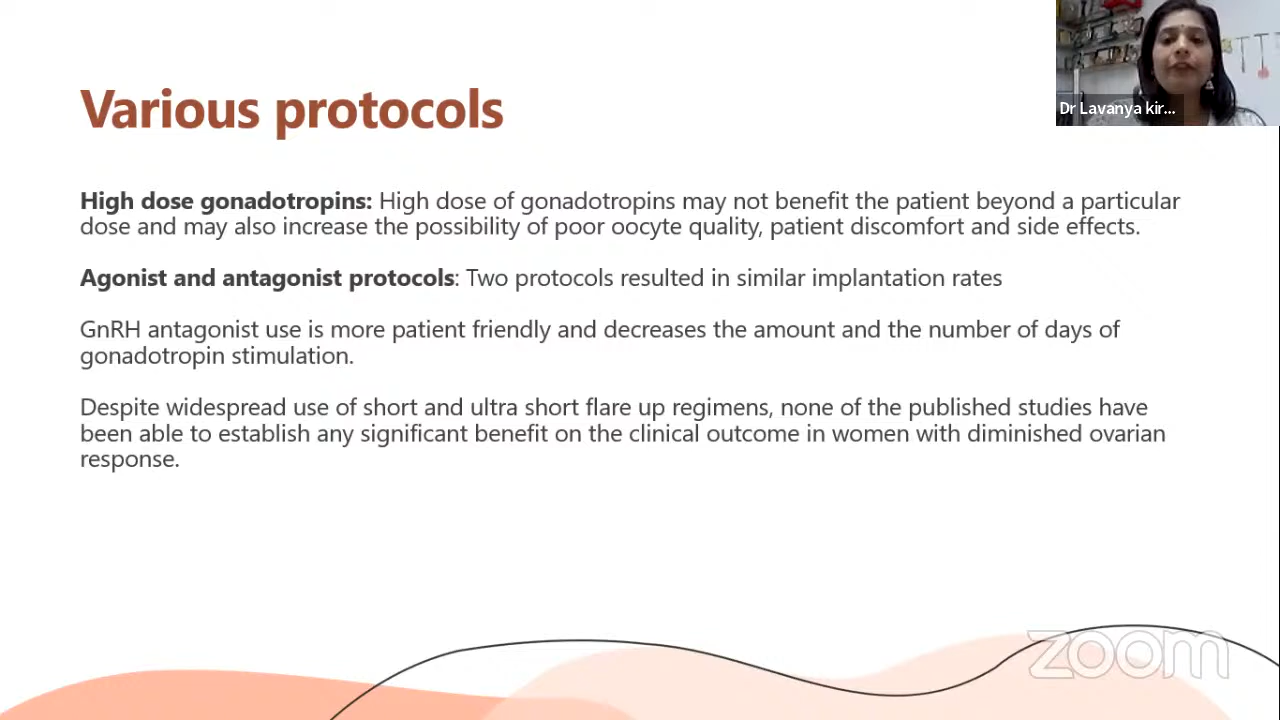 Various protocols
Dr Lavanya kir...
High dose gonadotropins: High dose of gonadotropins may not benefit the patient beyond a particular
dose and may also increase the possibility of poor oocyte quality, patient discomfort and side effects.
Agonist and antagonist protocols: Two protocols resulted in similar implantation rates
GnRH antagonist use is more patient friendly and decreases the amount and the number of days of
gonadotropin stimulation.
Despite widespread use of short and ultra short flare up regimens, none of the published studies have
been able to establish any significant benefit on the clinical outcome in women with diminished ovarian
response.
zoom